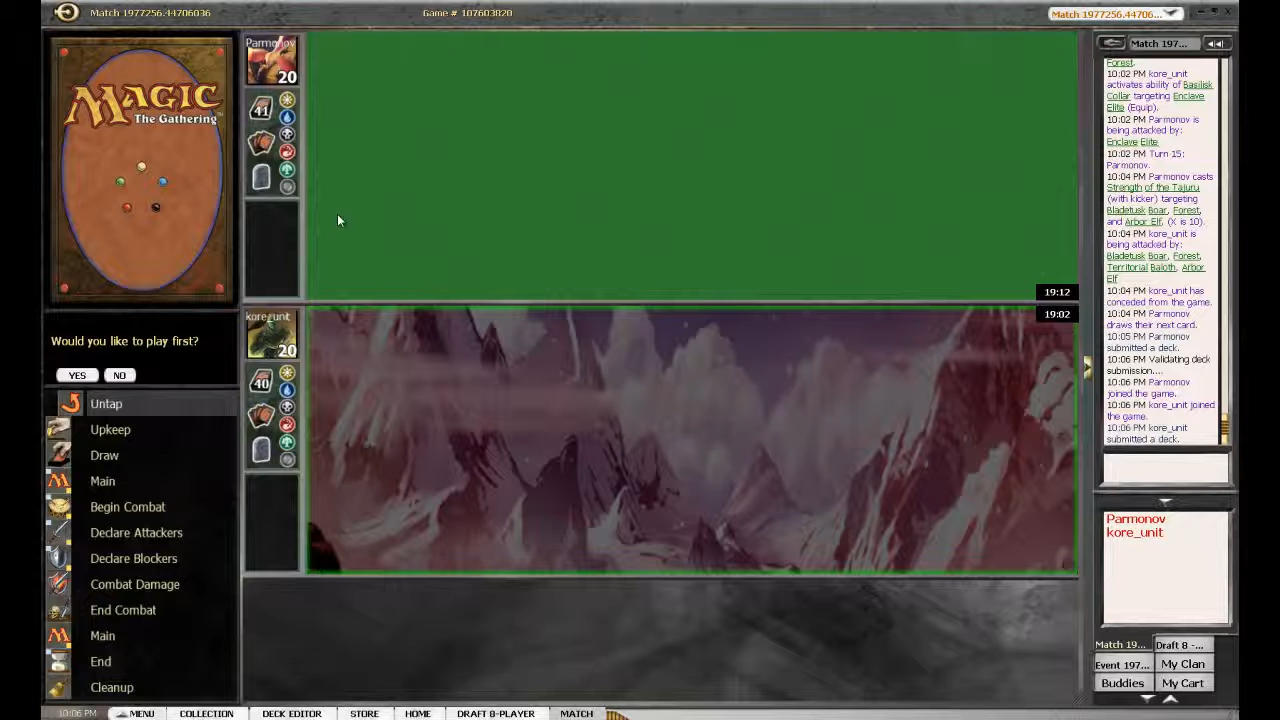 Match 1977256.44706036
Game # 107603820
Match 1977256.44706...
MAGIC
The Gathering
Parmonov
20
41
19:12
kore_unit
20
40
19:02
Would you like to play first?
YES
NO
Untap
Upkeep
Draw
Main
Begin Combat
Declare Attackers
Declare Blockers
Combat Damage
End Combat
Main
End
Cleanup
Match 197...
Forest.
10:02 PM kore_unit
activates ability of Basilisk
Collar targeting Enclave
Elite (Equip).
10:02 PM Parmonov is
being attacked by:
Enclave Elite
10:02 PM Turn 15:
Parmonov.
10:04 PM Parmonov casts
Strength of the Tajuru
(with kicker) targeting
Bladetusk Boar, Forest,
and Arbor Elf. (X is 10).
10:04 PM kore_unit is
being attacked by:
Bladetusk Boar, Forest,
Territorial Baloth, Arbor
Elf
10:04 PM kore_unit has
conceded from the game.
10:04 PM Parmonov
draws their next card.
10:05 PM Parmonov
submitted a deck.
10:06 PM Validating deck
submission....
10:06 PM Parmonov
joined the game.
10:06 PM kore_unit joined
the game.
10:06 PM kore_unit
submitted a deck.
Parmonov
kore_unit
Match 19...
Draft 8 -...
Event 197...
My Clan
Buddies
My Cart
10:06 PM
MENU
COLLECTION
DECK EDITOR
STORE
HOME
DRAFT 8-PLAYER
MATCH